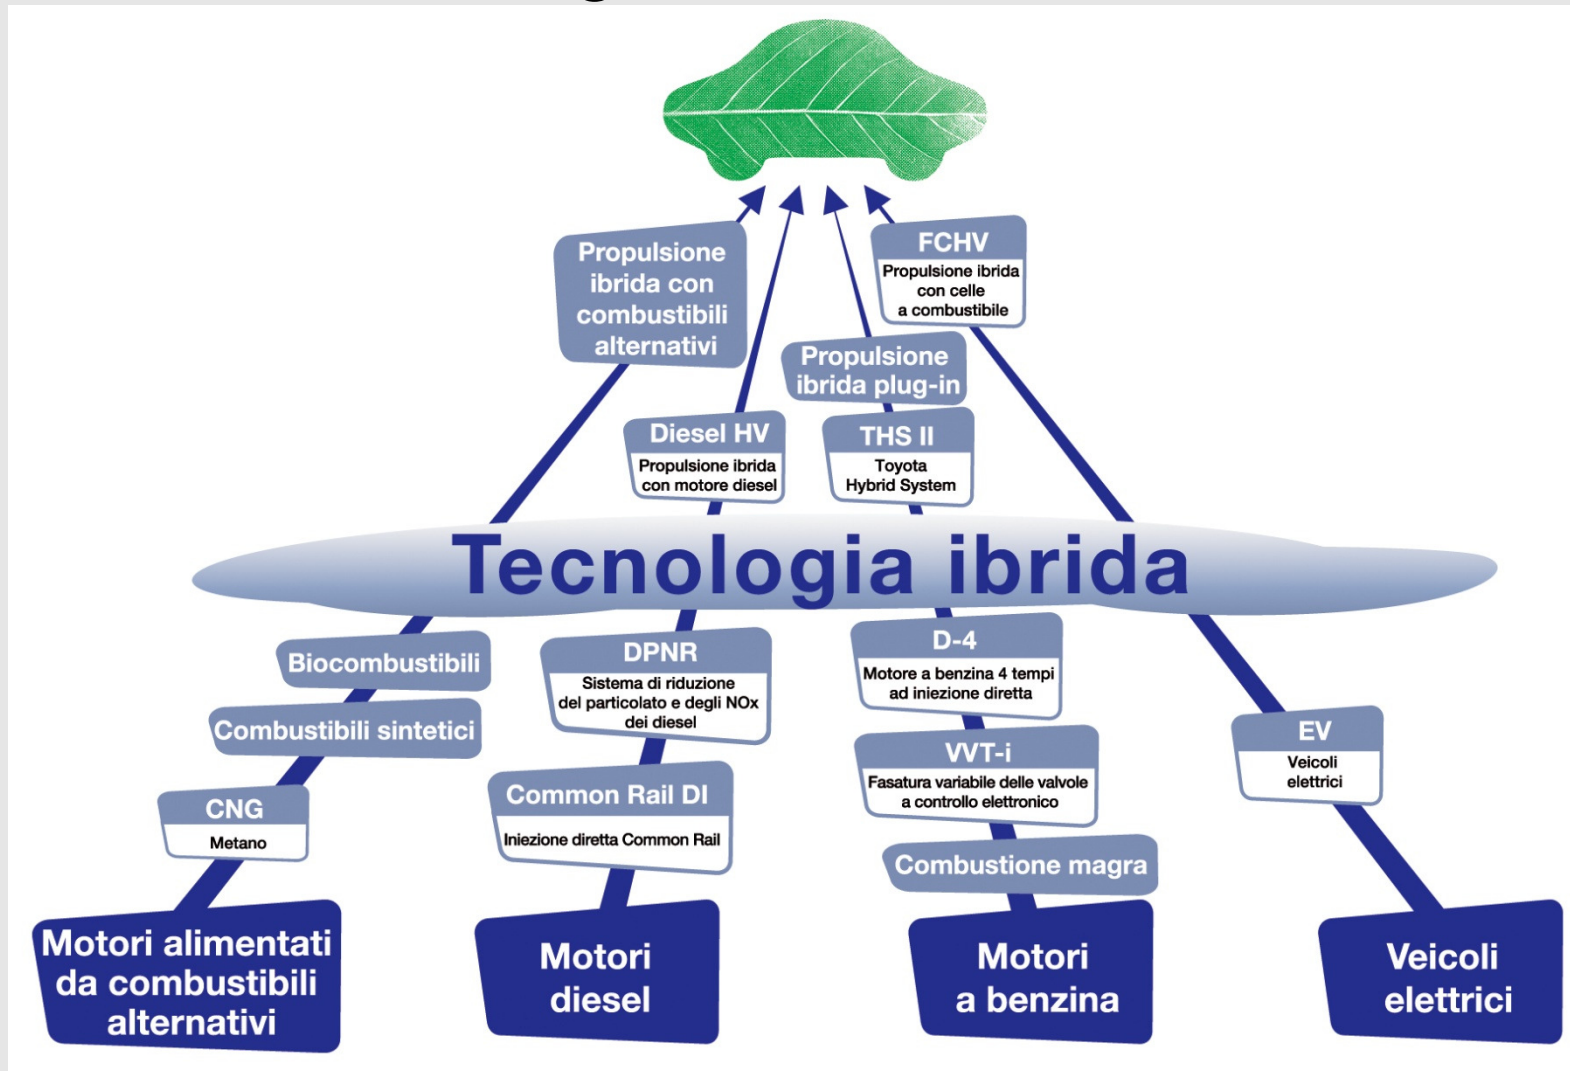 Propulsione
ibrida con
combustibili
alternativi
FCHV
Propulsione ibrida
con celle
a combustibile
Propulsione
ibrida plug-in
Diesel HV
Propulsione ibrida
con motore diesel
THS II
Toyota
Hybrid System
Tecnologia ibrida
Biocombustibili
Combustibili sintetici
CNG
Metano
DPNR
Sistema di riduzione
del particolato e degli NOx
dei diesel
Common Rail DI
Iniezione diretta Common Rail
D-4
Motore a benzina 4 tempi
ad iniezione diretta
VVT-i
Fasatura variabile delle valvole
a controllo elettronico
Combustione magra
EV
Veicoli
elettrici
Motori alimentati
da combustibili
alternativi
Motori
diesel
Motori
a benzina
Veicoli
elettrici